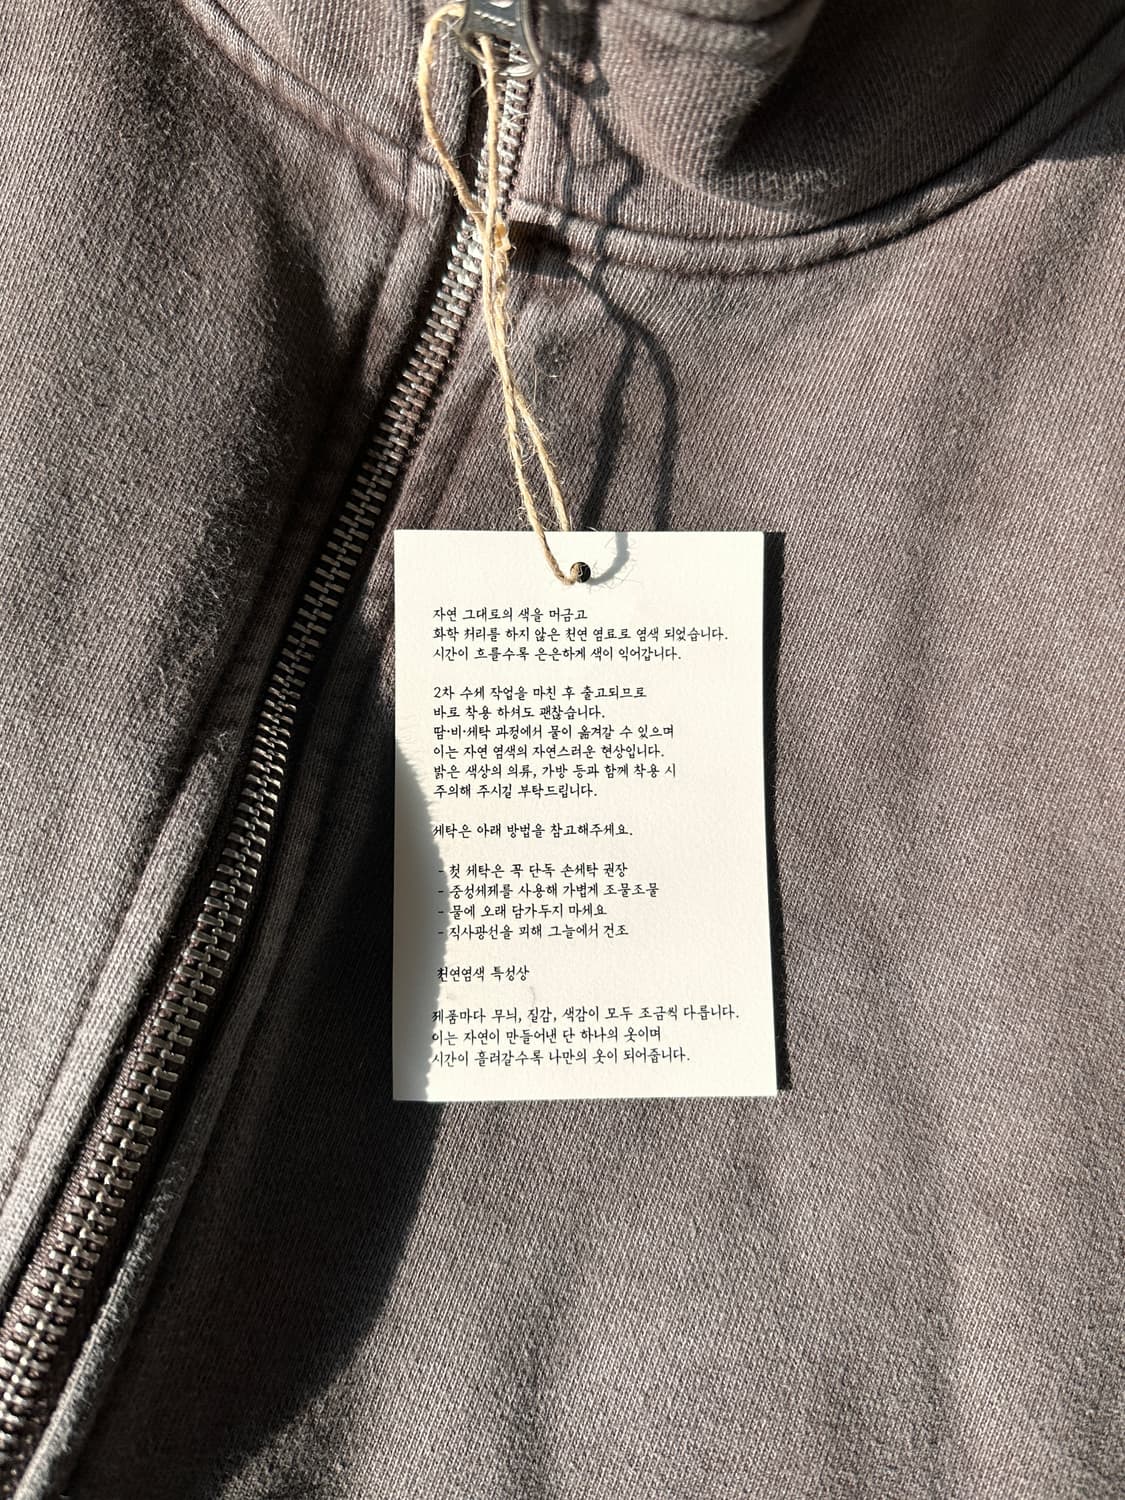 자연 그대로의 색을 머금고
화학 처리를 하지 않은 천연 염료로 염색 되었습니다.
시간이 흐를수록 은은하게 색이 익어갑니다.
2차 수세 작업을 마친 후 출고되므로
바로 착용 하셔도 괜찮습니다.
땀·비·세탁 과정에서 물이 옮겨갈 수 있으며
이는 자연 염색의 자연스러운 현상입니다.
밝은 색상의 의류, 가방 등과 함께 착용 시
주의해 주시길 부탁드립니다.
세탁은 아래 방법을 참고해주세요.
- 첫 세탁은 꼭 단독 손세탁 권장
- 중성세제를 사용해 가볍게 조물조물
- 물에 오래 담가두지 마세요
- 직사광선을 피해 그늘에서 건조
천연염색 특성상
제품마다 무늬, 질감, 색감이 모두 조금씩 다릅니다.
이는 자연이 만들어낸 단 하나의 옷이며
시간이 흘러갈수록 나만의 옷이 되어줍니다.